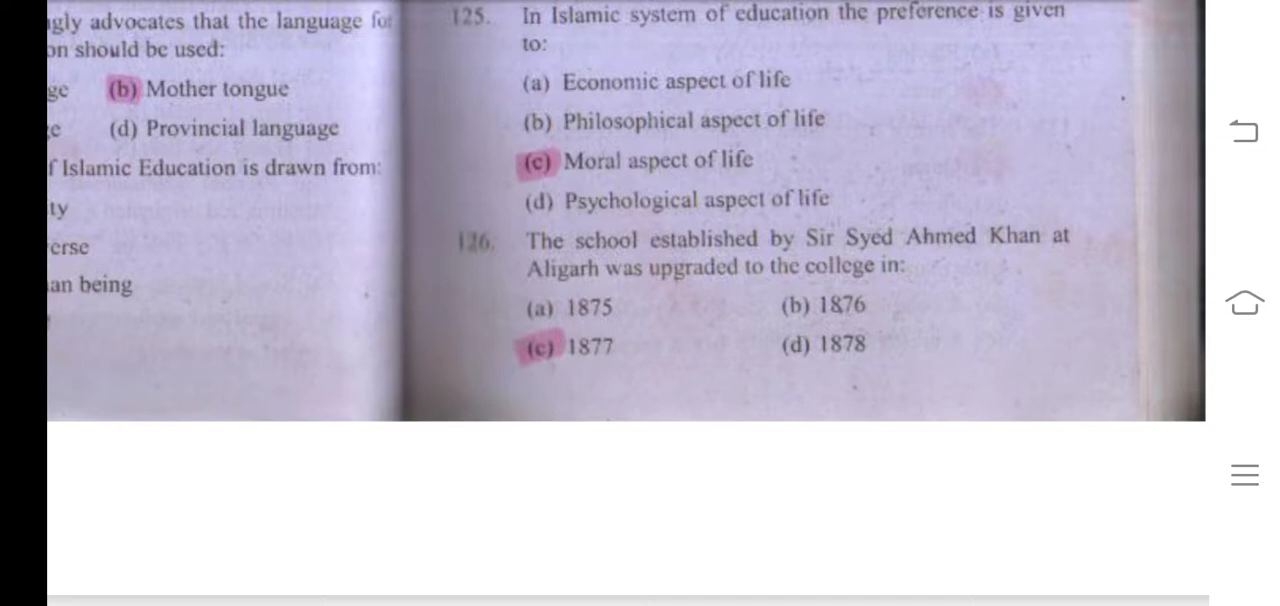 gly advocates that the language for
on should be used:
ge (b) Mother tongue
(d) Provincial language
f Islamic Education is drawn from:
ty
erse
an being
125. In Islamic system of education the preference is given
to:
(a) Economic aspect of life
(b) Philosophical aspect of life
(c) Moral aspect of life
(d) Psychological aspect of life
126. The school established by Sir Syed Ahmed Khan at
Aligarh was upgraded to the college in:
(a) 1875 (b) 1876
(c) 1877 (d) 1878